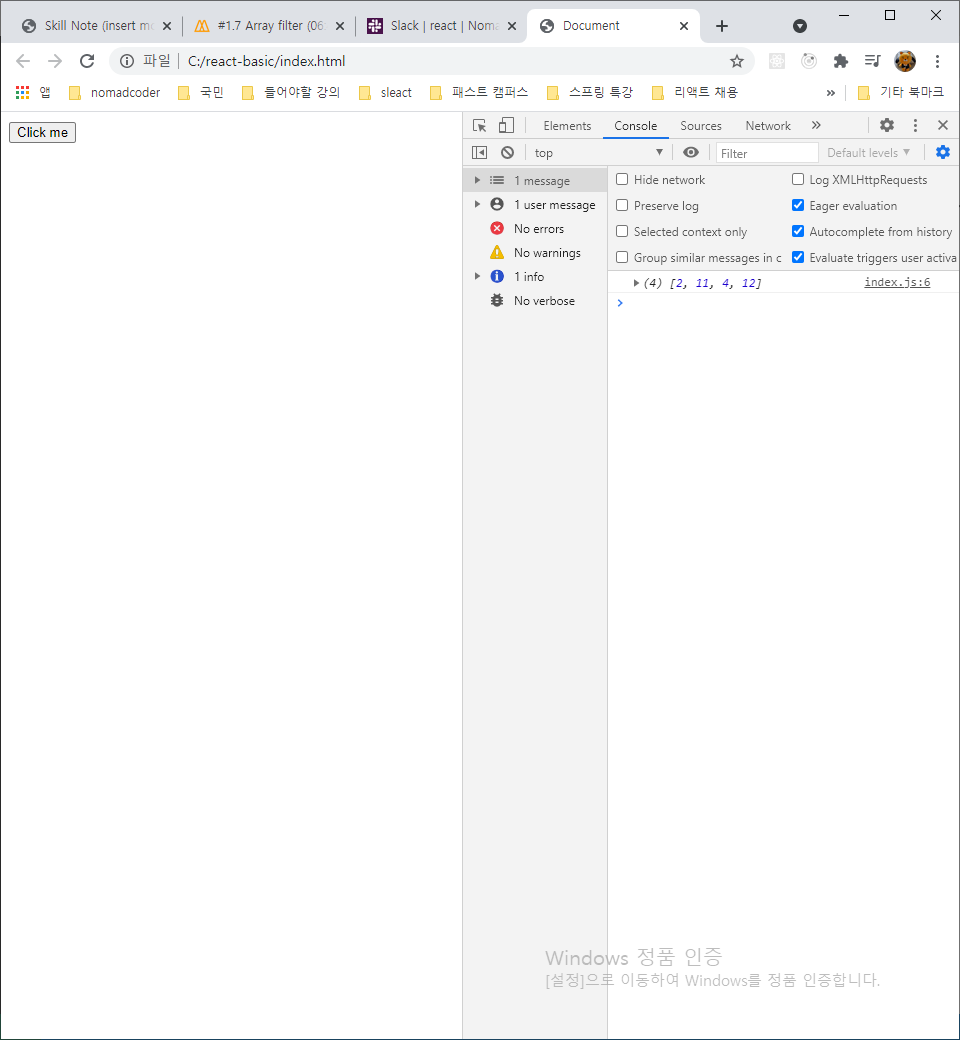 Skill Note (insert mo
#1.7 Array filter (06:
Slack | react | Noma
Document
파일 C:/react-basic/index.html
앱 nomadcoder 국민 들어야할 강의 sleact 패스트 캠퍼스 스프링 특강 리액트 채용 » 기타 북마크
Click me
Elements Console Sources Network »
top Filter Default levels ▼
1 message
1 user message
No errors
No warnings
1 info
No verbose
Hide network Log XMLHttpRequests
Preserve log Eager evaluation
Selected context only Autocomplete from history
Group similar messages in c Evaluate triggers user activa
(4) [2, 11, 4, 12] index.js:6
Windows 정품 인증
[설정]으로 이동하여 Windows를 정품 인증합니다.